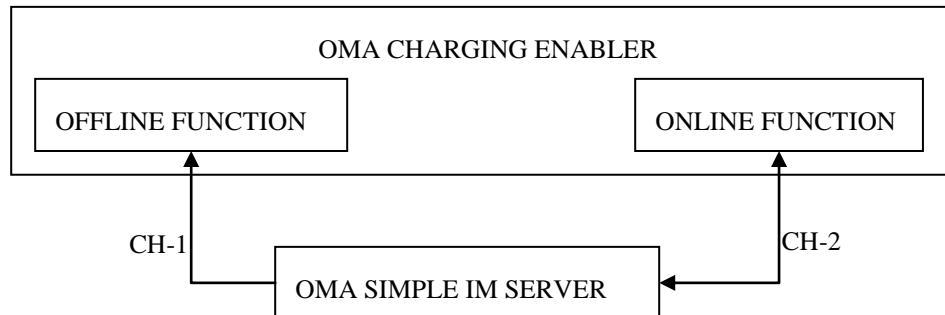 OMA CHARGING ENABLER
OFFLINE FUNCTION
ONLINE FUNCTION
CH-1
CH-2
OMA SIMPLE IM SERVER